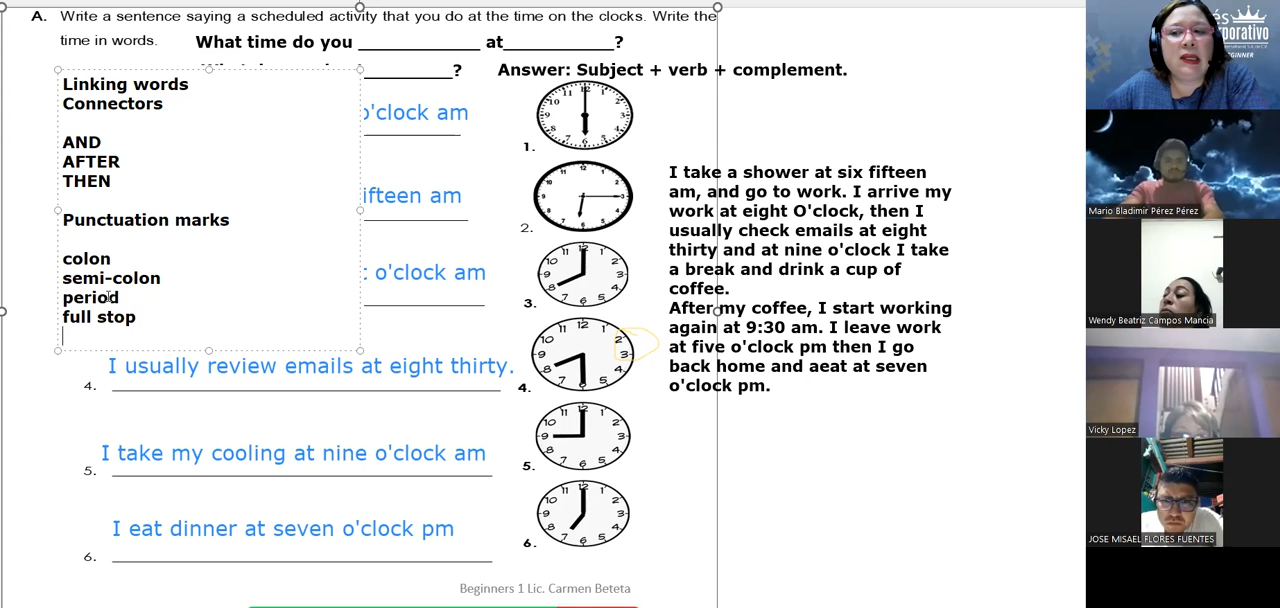 A. Write a sentence saying a scheduled activity that you do at the time on the clocks. Write the
time in words.
What time do you _____________ at_____________?
____________? Answer: Subject + verb + complement.
Linking words
Connectors
AND
AFTER
THEN
Punctuation marks
colon
semi-colon
period
full stop
o'clock am
1.
ifteen am
2.
o'clock am
3.
I usually review emails at eight thirty.
4.
4.
I take my cooling at nine o'clock am
5.
5.
I eat dinner at seven o'clock pm
6.
6.
I take a shower at six fifteen
am, and go to work. I arrive my
work at eight O'clock, then I
usually check emails at eight
thirty and at nine o'clock I take
a break and drink a cup of
coffee.
After my coffee, I start working
again at 9:30 am. I leave work
at five o'clock pm then I go
back home and aeat at seven
o'clock pm.
Beginners 1 Lic. Carmen Beteta
és
rporativo
GINNER
Mario Bladimir Pérez Pérez
Wendy Beatriz Campos Mancia
Vicky Lopez
JOSE MISAEL FLORES FUENTES